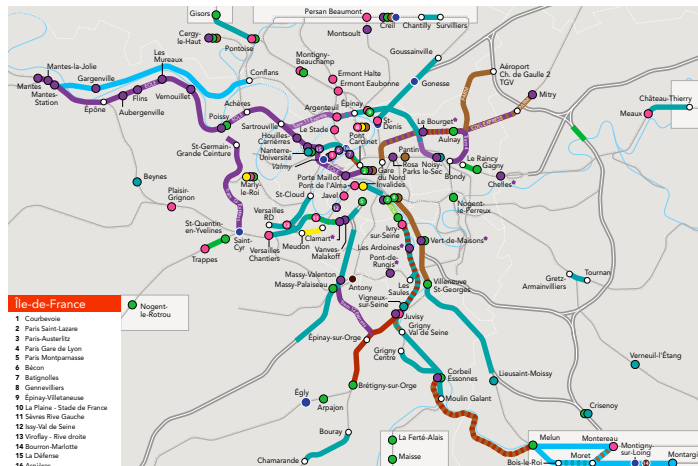 Gisors
Persan Beaumont
Creil
Chantilly
Survilliers
Montsoult
Cergy-
le-Haut
Pontoise
Montigny-
Beauchamp
Goussainville
Les
Mureaux
Mantes-la-Jolie
Gargenville
Conflans
Ermont Halte
Ermont Eaubonne
Gonesse
Aéroport
Ch. de Gaulle 2
TGV
Mantes
Mantes-
Station
Épône
Flins
Aubergenville
Vernouillet
Achères
Poissy
Argenteuil
Épinay
Mitry
Château-Thierry
Meaux
Sartrouville
Houilles-
Carrières
Le Stade
St-
Denis
Le Bourget*
Aulnay
Nanterre-
Université
Valmy
Pont
Cardinet
Pantin
Rosa
Parks
Noisy-
le-Sec
Bondy
Le Raincy
Gagny
Chelles*
St-Germain-
Grande Ceinture
Porte Maillot
Pont de l'Alma
Gare
du Nord
Invalides
Beynes
Marly-
le-Roi
St-Cloud
Javel
Nogent-
le-Perreux
Plaisir-
Grignon
Versailles
RD
St-Quentin-
en-Yvelines
Saint-
Cyr
Trappes
Versailles
Chantiers
Meudon
Clamart*
Vanves-
Malakoff
Ivry-
sur-Seine
Les Ardoines*
Vert-de-Maisons*
Pont-
de-Rungis*
Massy-Valenton
Massy-Palaiseau
Antony
Les
Saules
Villeneuve
St-Georges
Gretz-
Armainvilliers
Tournan
Vigneux-
sur-Seine
Juvisy
Île-de-France
Nogent-
le-Rotrou
1 Courbevoie
2 Paris Saint-Lazare
3 Paris-Austerlitz
4 Paris Gare de Lyon
5 Paris Montparnasse
6 Bécon
7 Batignolles
8 Gennevilliers
9 Épinay-Villetaneuse
10 La Plaine - Stade de France
11 Sèvres Rive Gauche
12 Issy-Val de Seine
13 Viroflay - Rive droite
14 Bourron-Marlotte
15 La Défense
16 Asnières
Épinay-sur-Orge
Grigny
Val de Seine
Grigny
Centre
Corbeil
Essonnes
Lieusaint-Moissy
Verneuil-l'Étang
Brétigny-sur-Orge
Moulin Galant
Égly
Arpajon
Crisenoy
Bouray
Chamarande
La Ferté-Alais
Maisse
Melun
Bois-le-Roi
Montereau
Moret
Montigny-
sur-Loing
Montargis